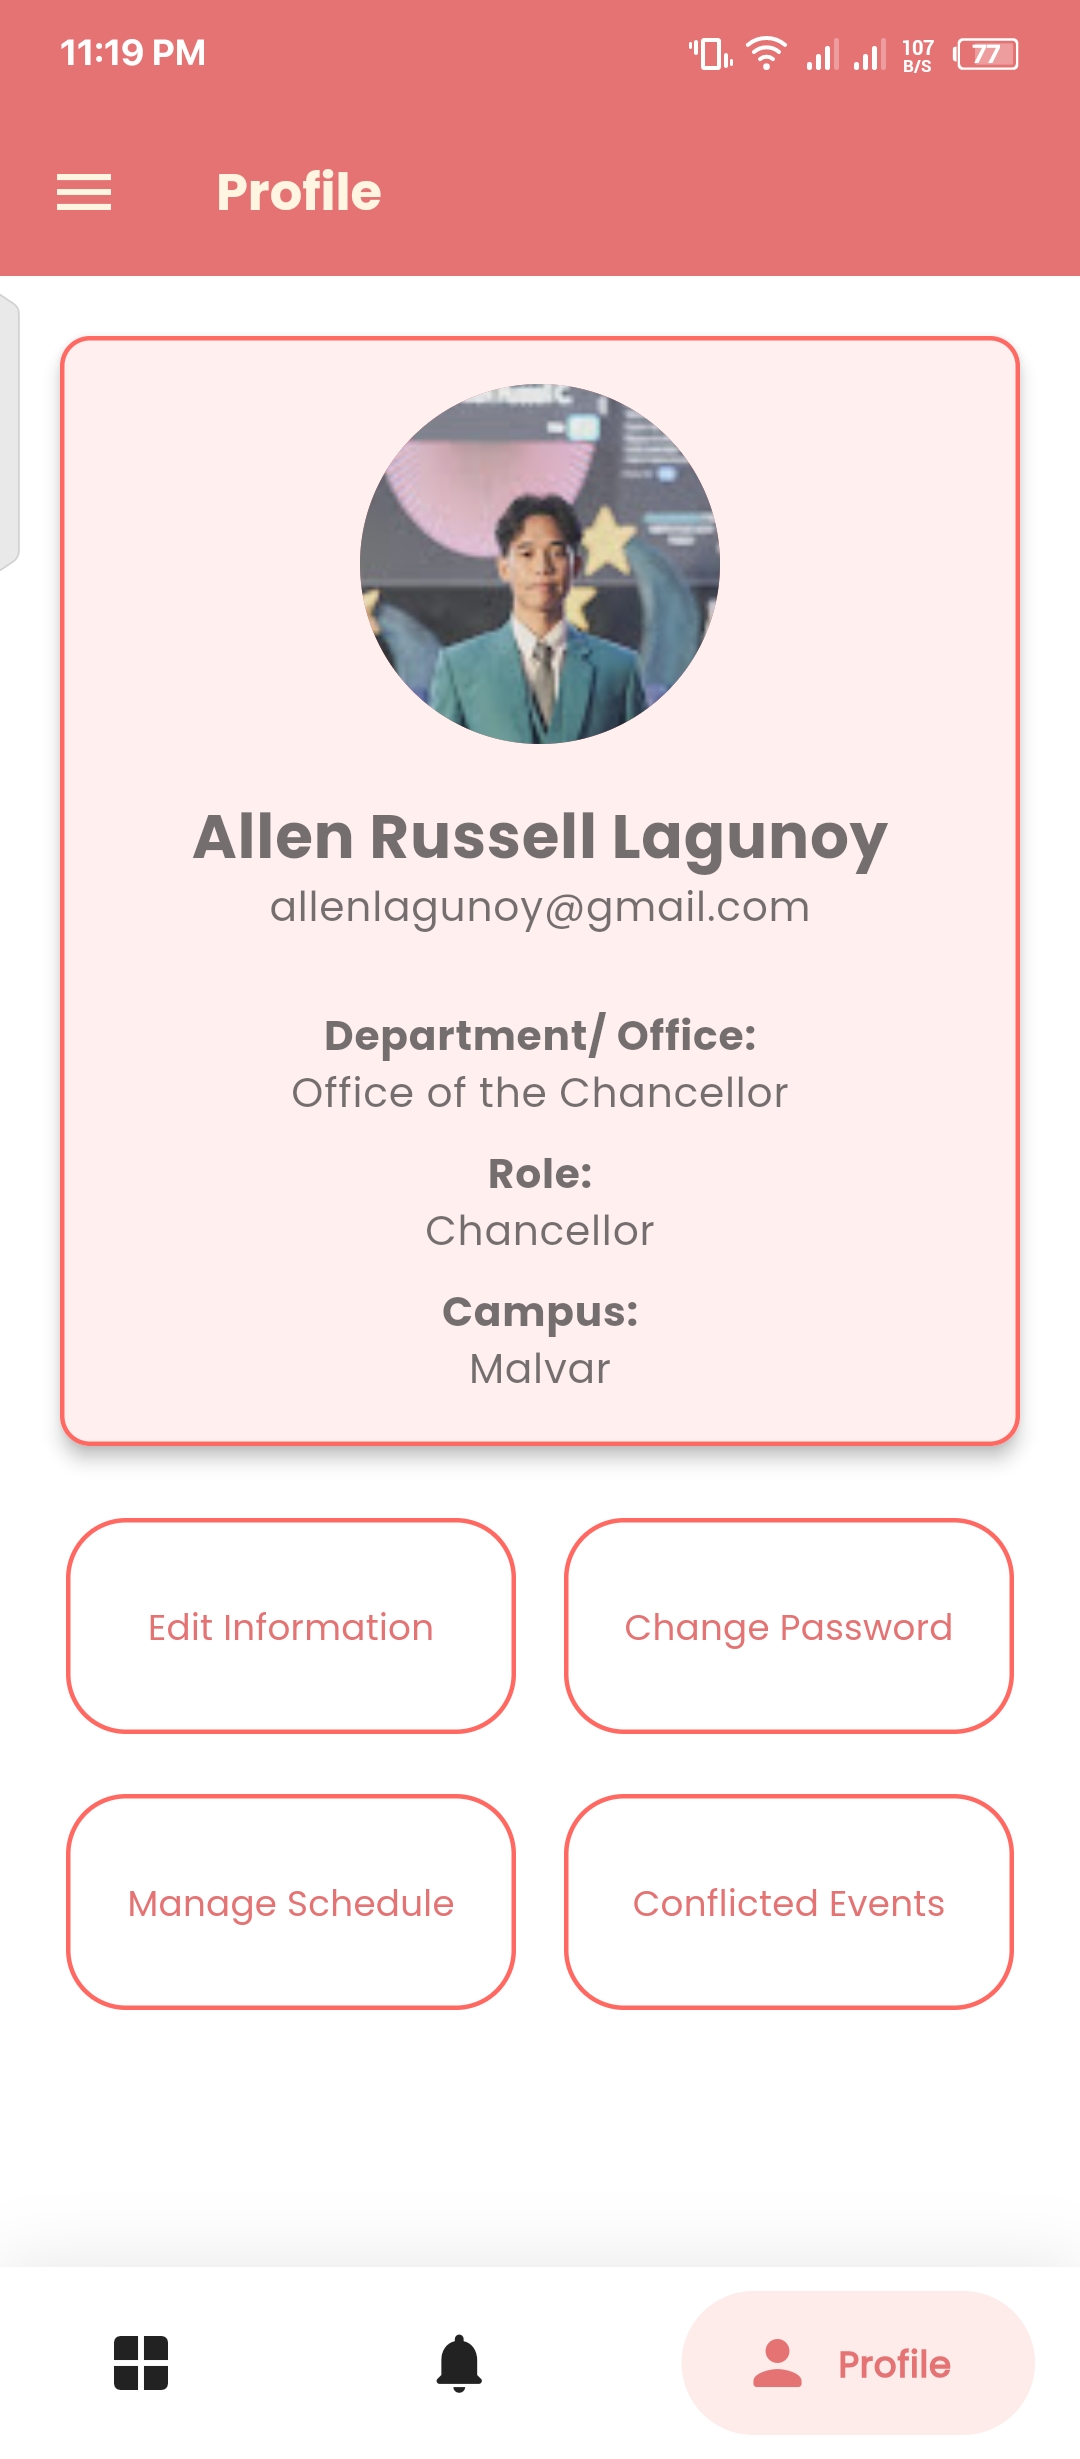 11:19 PM
107
B/S
77
Profile
Allen Russell Lagunoy
allenlagunoy@gmail.com
Department/ Office:
Office of the Chancellor
Role:
Chancellor
Campus:
Malvar
Edit Information
Change Password
Manage Schedule
Conflicted Events
Profile